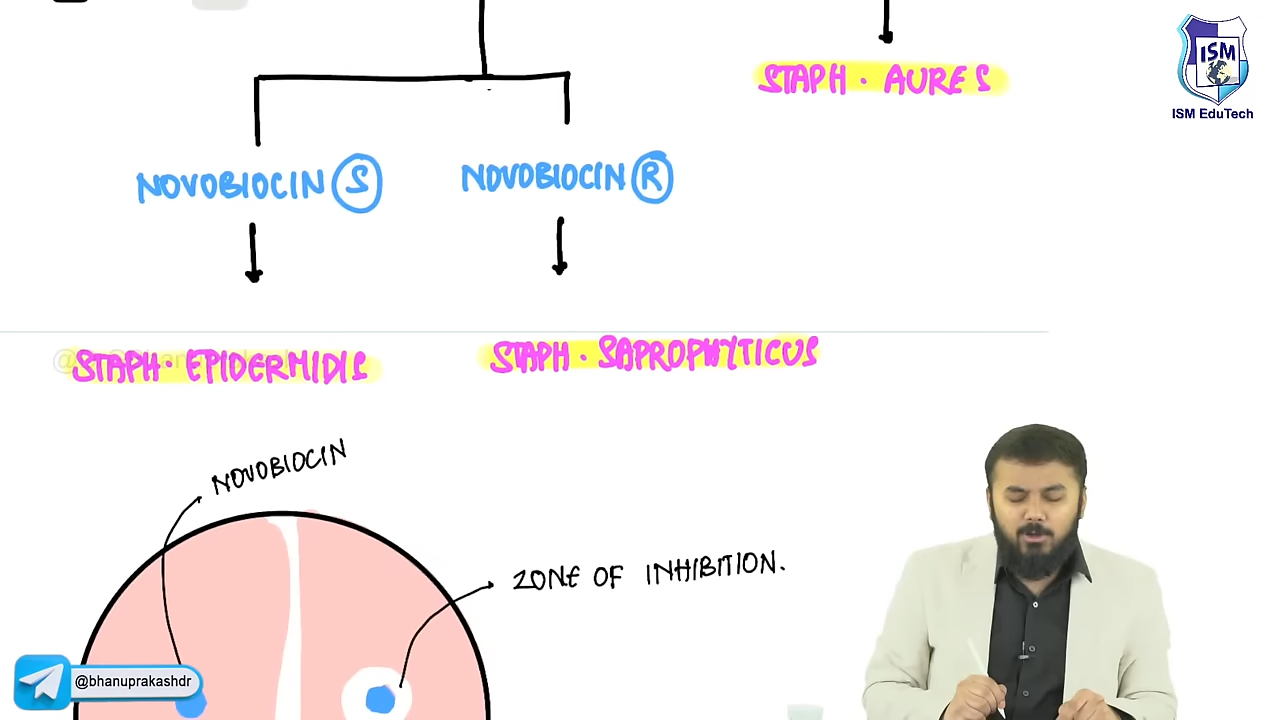 STAPH. AURES
ISM
ISM EduTech
NOVOBIOCIN S
NOVOBIOCIN R
STAPH. EPIDERMIDIS
STAPH. SAPROPHYTICUS
NOVOBIOCIN
ZONE OF INHIBITION.
@bhanuprakashdr